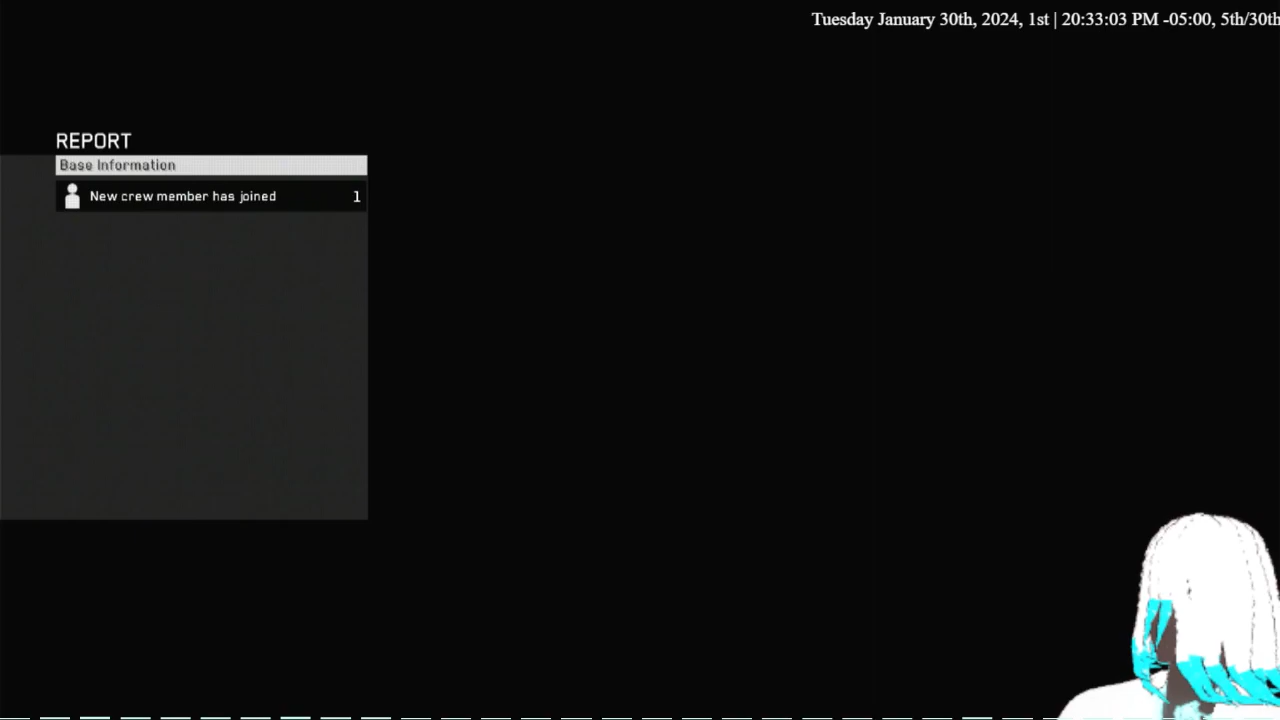 Tuesday January 30th, 2024, 1st | 20:33:03 PM -05:00, 5th/30th
REPORT
Base Information
New crew member has joined 1